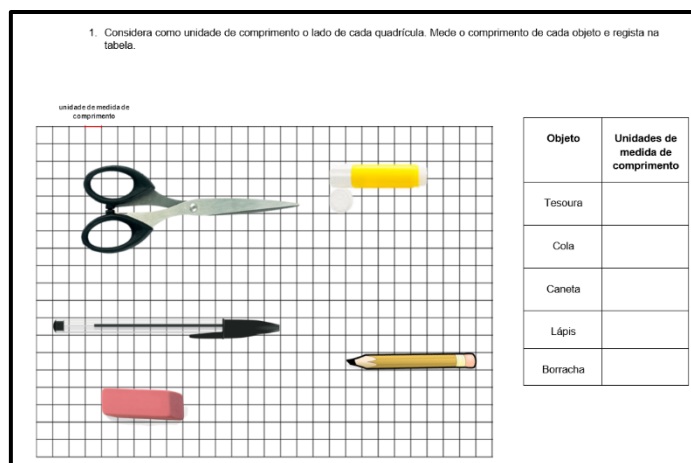 1. Considera como unidade de comprimento o lado de cada quadrícula. Mede o comprimento de cada objeto e regista na
tabela.
unidade de medida de
comprimento
Objeto
Unidades de
medida de
comprimento
Tesoura
Cola
Caneta
Lápis
Borracha